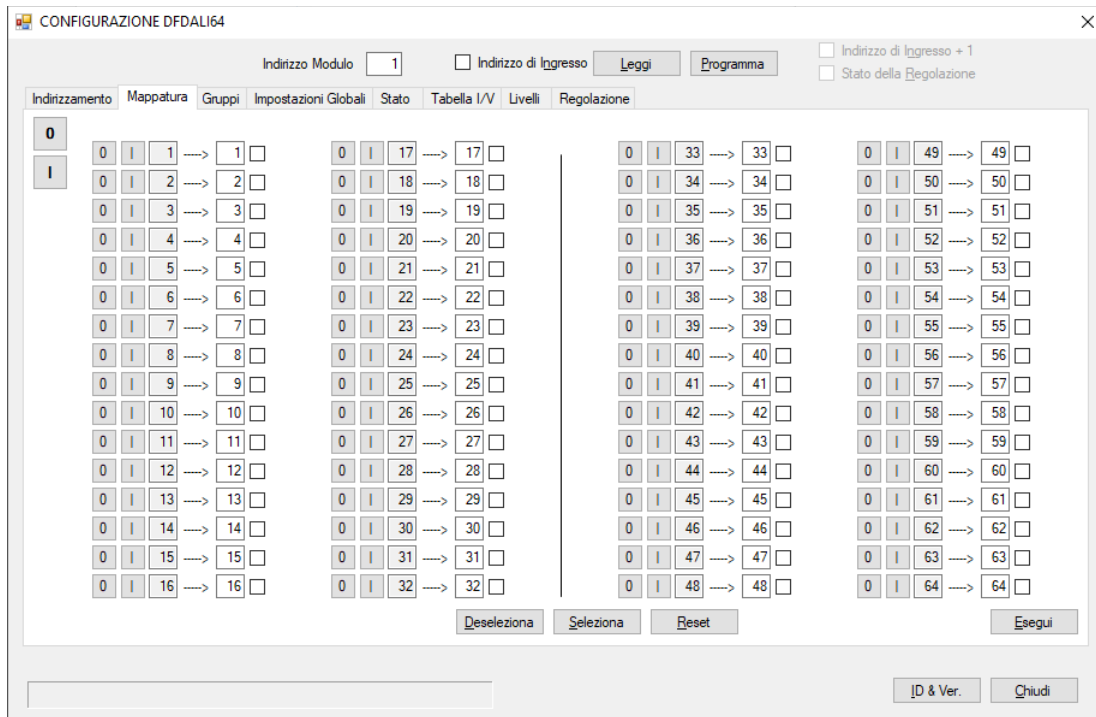 CONFIGURAZIONE DFDALI64
Indirizzo Modulo 1 Indirizzo di Ingresso Leggi Programma Indirizzo di Ingresso + 1
Stato della Regolazione
Indirizzamento Mappatura Gruppi Impostazioni Globali Stato Tabella I/V Livelli Regolazione
0
I
0 I 1 ----> 1 0 I 17 ----> 17 0 I 33 ----> 33 0 I 49 ----> 49
0 I 2 ----> 2 0 I 18 ----> 18 0 I 34 ----> 34 0 I 50 ----> 50
0 I 3 ----> 3 0 I 19 ----> 19 0 I 35 ----> 35 0 I 51 ----> 51
0 I 4 ----> 4 0 I 20 ----> 20 0 I 36 ----> 36 0 I 52 ----> 52
0 I 5 ----> 5 0 I 21 ----> 21 0 I 37 ----> 37 0 I 53 ----> 53
0 I 6 ----> 6 0 I 22 ----> 22 0 I 38 ----> 38 0 I 54 ----> 54
0 I 7 ----> 7 0 I 23 ----> 23 0 I 39 ----> 39 0 I 55 ----> 55
0 I 8 ----> 8 0 I 24 ----> 24 0 I 40 ----> 40 0 I 56 ----> 56
0 I 9 ----> 9 0 I 25 ----> 25 0 I 41 ----> 41 0 I 57 ----> 57
0 I 10 ----> 10 0 I 26 ----> 26 0 I 42 ----> 42 0 I 58 ----> 58
0 I 11 ----> 11 0 I 27 ----> 27 0 I 43 ----> 43 0 I 59 ----> 59
0 I 12 ----> 12 0 I 28 ----> 28 0 I 44 ----> 44 0 I 60 ----> 60
0 I 13 ----> 13 0 I 29 ----> 29 0 I 45 ----> 45 0 I 61 ----> 61
0 I 14 ----> 14 0 I 30 ----> 30 0 I 46 ----> 46 0 I 62 ----> 62
0 I 15 ----> 15 0 I 31 ----> 31 0 I 47 ----> 47 0 I 63 ----> 63
0 I 16 ----> 16 0 I 32 ----> 32 0 I 48 ----> 48 0 I 64 ----> 64
Deseleziona Seleziona Reset Esegui
ID & Ver. Chiudi